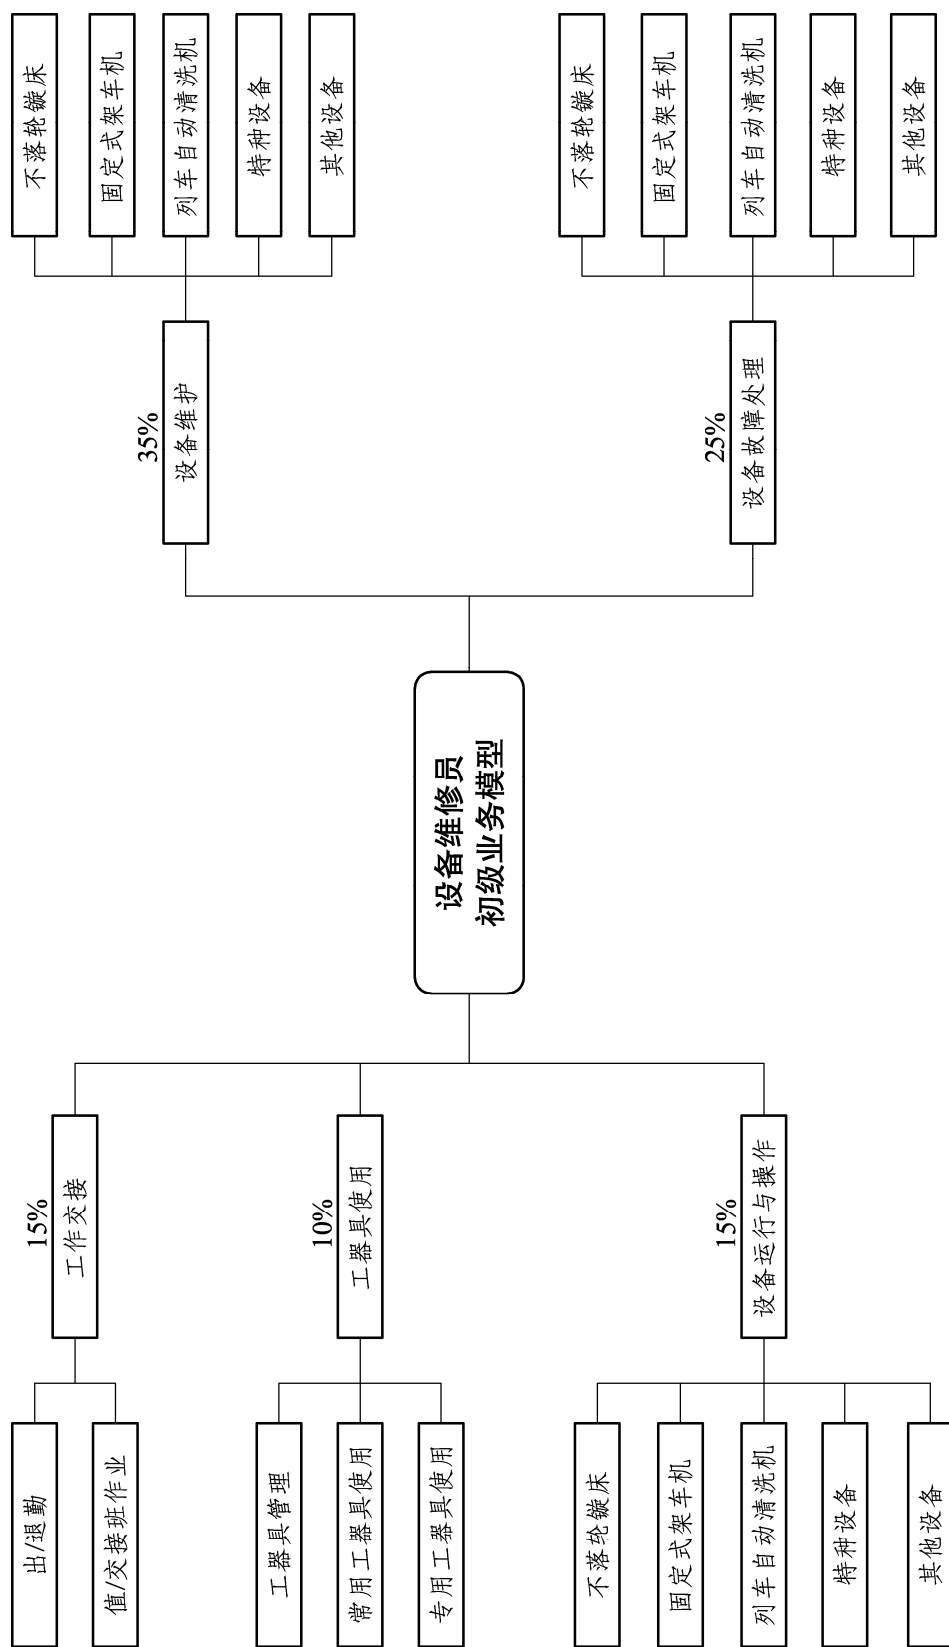 设备维修员
初级业务模型
15%
工作交接
出/退勤
值/交接班作业
10%
工器具使用
工器具管理
常用工器具使用
专用工器具使用
15%
设备运行与操作
不落轮镟床
固定式架车机
列车自动清洗机
特种设备
其他设备
35%
设备维护
不落轮镟床
固定式架车机
列车自动清洗机
特种设备
其他设备
25%
设备故障处理
不落轮镟床
固定式架车机
列车自动清洗机
特种设备
其他设备